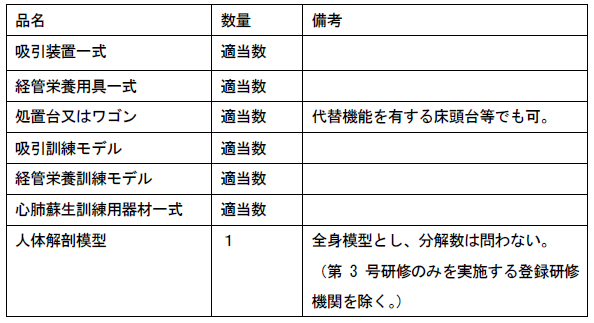 品名 数量 備考
吸引装置一式 適当数
経管栄養用具一式 適当数
処置台又はワゴン 適当数 代替機能を有する床頭台等でも可。
吸引訓練モデル 適当数
経管栄養訓練モデル 適当数
心肺蘇生訓練用器材一式 適当数
人体解剖模型 1 全身模型とし、分解数は問わない。
（第 3 号研修のみを実施する登録研修
機関を除く。）